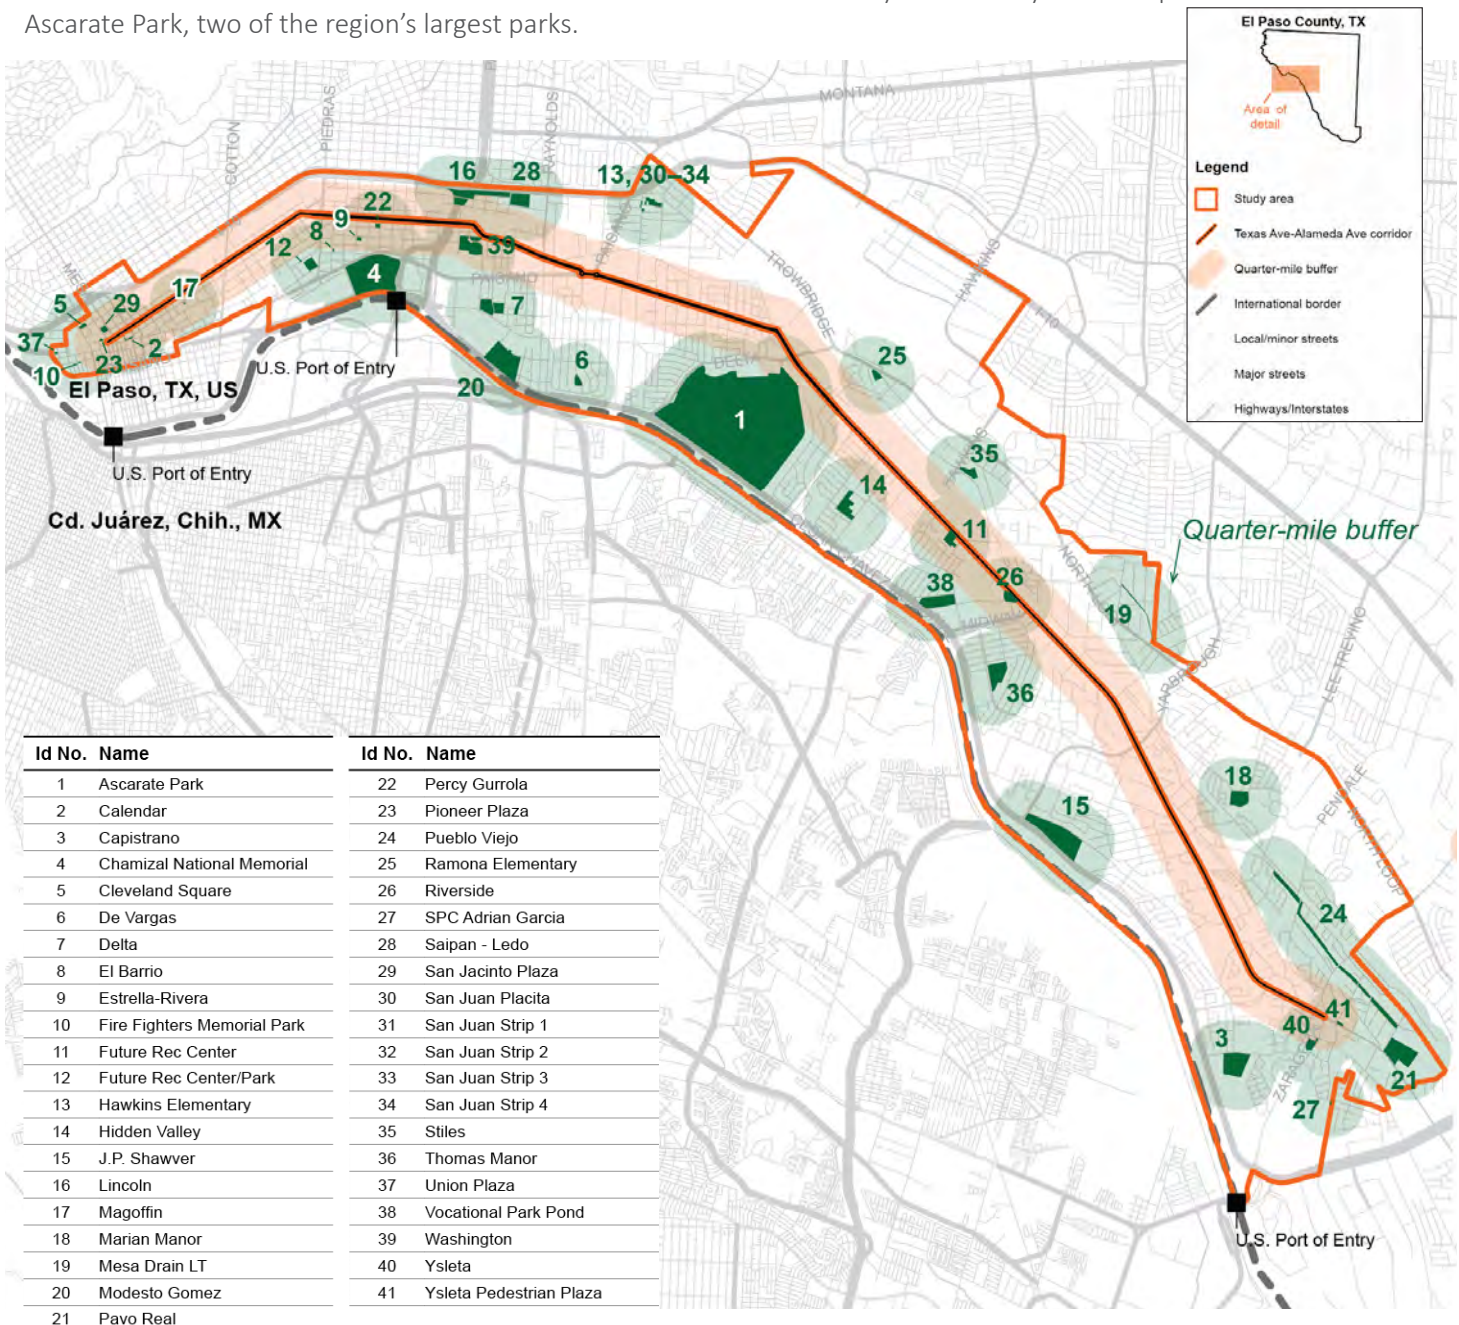 Ascarate Park, two of the region’s largest parks.
El Paso County, TX
Area of
detail
Legend
Study area
Texas Ave-Alameda Ave corridor
Quarter-mile buffer
International border
Local/minor streets
Major streets
Highways/Interstates
MONTANA
PIEDRAS
RAYNOLDS
COTTON
16
28
13, 30–34
22
9
8
12
39
4
PAISANO
17
5
29
7
37
2
23
10
6
20
TROWBRIDGE
HAWKINS
I-10
25
1
35
14
11
38
26
MIDWAY
19
36
YARBROUGH
LEE TREVINO
18
15
PENDALE
NORTH LOOP
24
41
40
3
21
27
El Paso, TX, US
U.S. Port of Entry
U.S. Port of Entry
Cd. Juárez, Chih., MX
Quarter-mile buffer
U.S. Port of Entry
Id No. Name
1 Ascarate Park
2 Calendar
3 Capistrano
4 Chamizal National Memorial
5 Cleveland Square
6 De Vargas
7 Delta
8 El Barrio
9 Estrella-Rivera
10 Fire Fighters Memorial Park
11 Future Rec Center
12 Future Rec Center/Park
13 Hawkins Elementary
14 Hidden Valley
15 J.P. Shawver
16 Lincoln
17 Magoffin
18 Marian Manor
19 Mesa Drain LT
20 Modesto Gomez
21 Pavo Real
Id No. Name
22 Percy Gurrola
23 Pioneer Plaza
24 Pueblo Viejo
25 Ramona Elementary
26 Riverside
27 SPC Adrian Garcia
28 Saipan - Ledo
29 San Jacinto Plaza
30 San Juan Placita
31 San Juan Strip 1
32 San Juan Strip 2
33 San Juan Strip 3
34 San Juan Strip 4
35 Stiles
36 Thomas Manor
37 Union Plaza
38 Vocational Park Pond
39 Washington
40 Ysleta
41 Ysleta Pedestrian Plaza